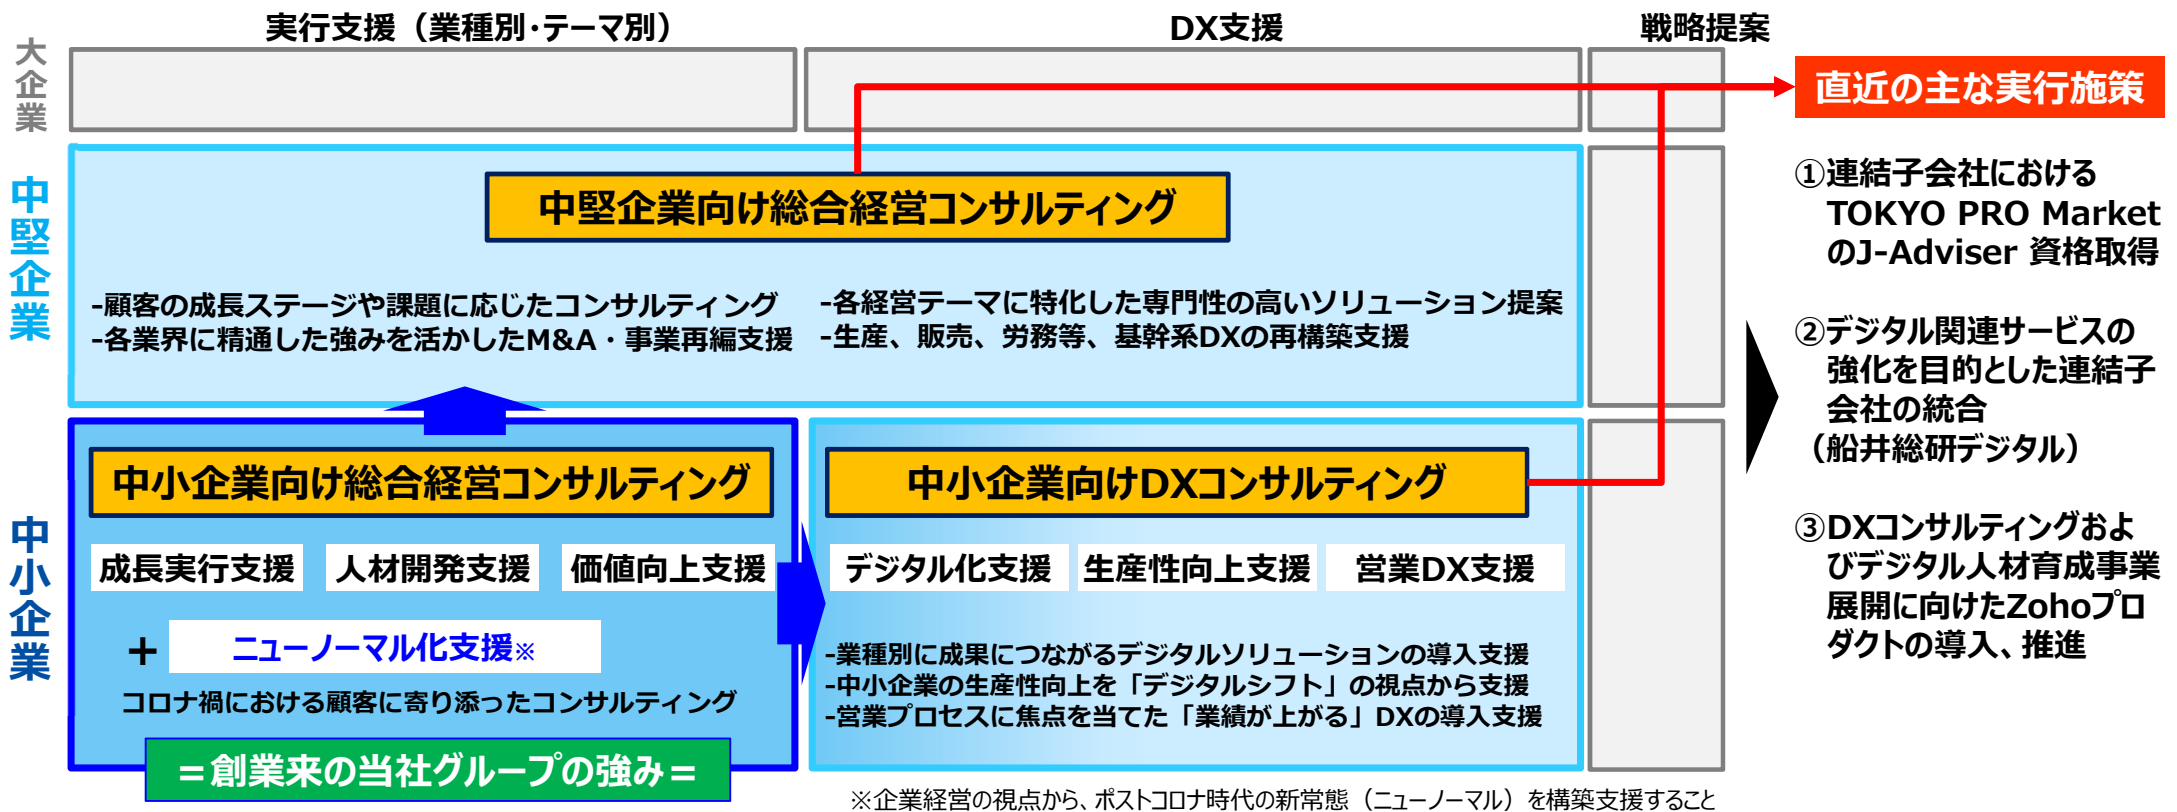 実行支援（業種別・テーマ別）
DX支援
戦略提案
大企業
直近の主な実行施策
中堅企業
中堅企業向け総合経営コンサルティング
-顧客の成長ステージや課題に応じたコンサルティング
-各業界に精通した強みを活かしたM&A・事業再編支援
-各経営テーマに特化した専門性の高いソリューション提案
-生産、販売、労務等、基幹系DXの再構築支援
中小企業
中小企業向け総合経営コンサルティング
成長実行支援
人材開発支援
価値向上支援
＋
ニューノーマル化支援※
コロナ禍における顧客に寄り添ったコンサルティング
＝創業来の当社グループの強み＝
中小企業向けDXコンサルティング
デジタル化支援
生産性向上支援
営業DX支援
-業種別に成果につながるデジタルソリューションの導入支援
-中小企業の生産性向上を「デジタルシフト」の視点から支援
-営業プロセスに焦点を当てた「業績が上がる」DXの導入支援
①連結子会社における
TOKYO PRO Market
のJ-Adviser 資格取得
②デジタル関連サービスの
強化を目的とした連結子
会社の統合
（船井総研デジタル）
③DXコンサルティングおよ
びデジタル人材育成事業
展開に向けたZohoプロ
ダクトの導入、推進
※企業経営の視点から、ポストコロナ時代の新常態（ニューノーマル）を構築支援すること